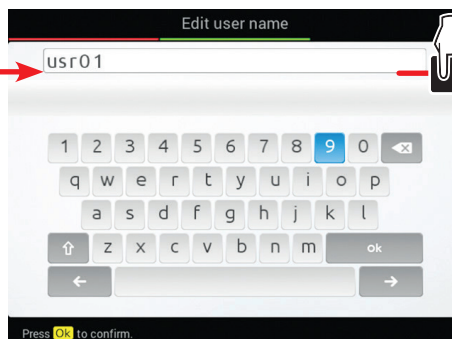 Edit user name
usr01
1 2 3 4 5 6 7 8 9 0
q w e r t y u i o p
a s d f g h j k l
z x c v b n m ok
Press Ok to confirm.